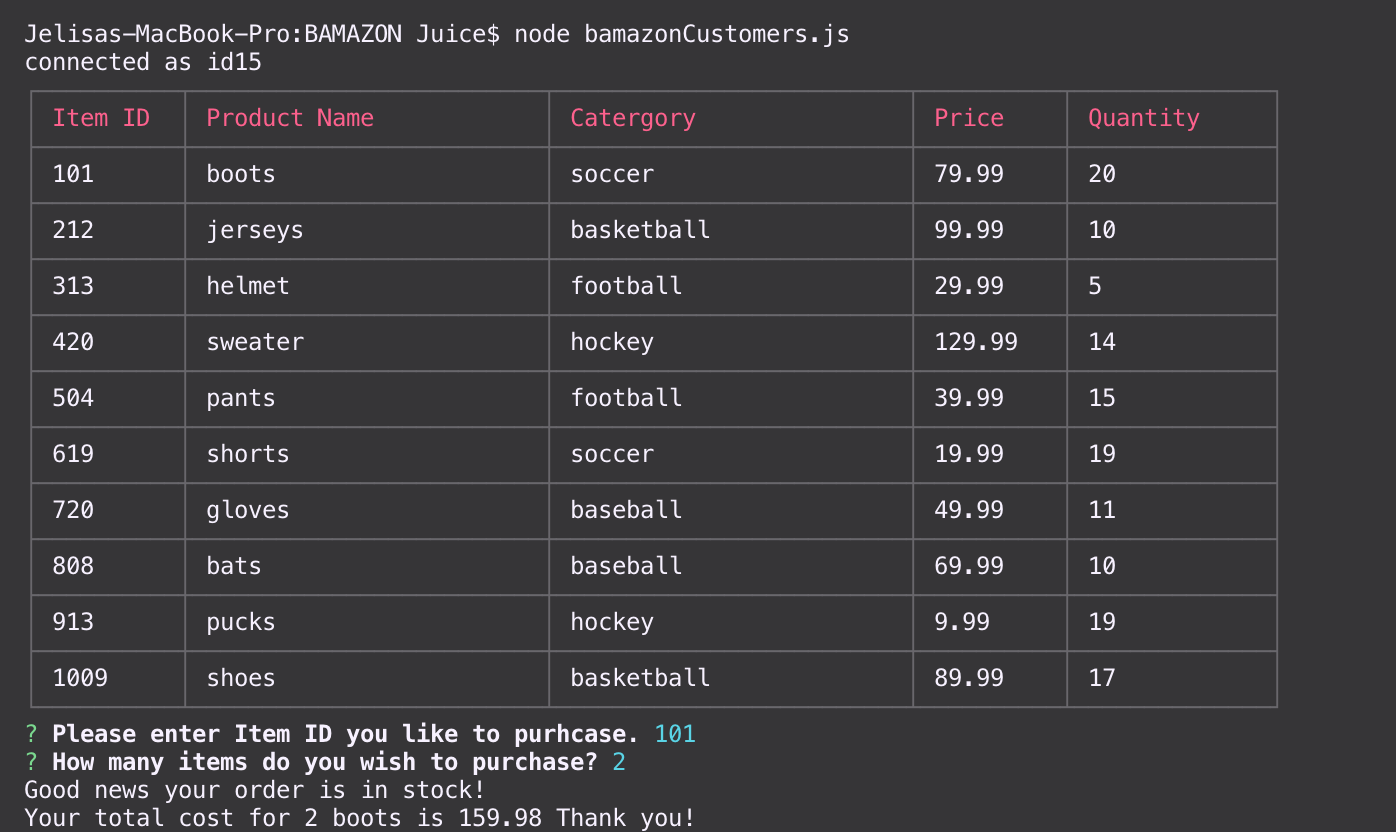 Jelisas-MacBook-Pro:BAMAZON Juice$ node bamazonCustomers.js
connected as id15
Item ID Product Name Catergory Price Quantity
101 boots soccer 79.99 20
212 jerseys basketball 99.99 10
313 helmet football 29.99 5
420 sweater hockey 129.99 14
504 pants football 39.99 15
619 shorts soccer 19.99 19
720 gloves baseball 49.99 11
808 bats baseball 69.99 10
913 pucks hockey 9.99 19
1009 shoes basketball 89.99 17
? Please enter Item ID you like to purhcase. 101
? How many items do you wish to purchase? 2
Good news your order is in stock!
Your total cost for 2 boots is 159.98 Thank you!